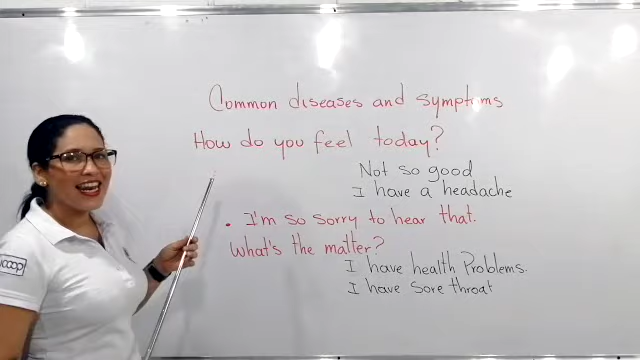 Common diseases and symptoms
How do you feel today?
Not so good
I have a headache
. I'm so sorry to hear that.
What's the matter?
I have health Problems.
I have sore throat
icoop